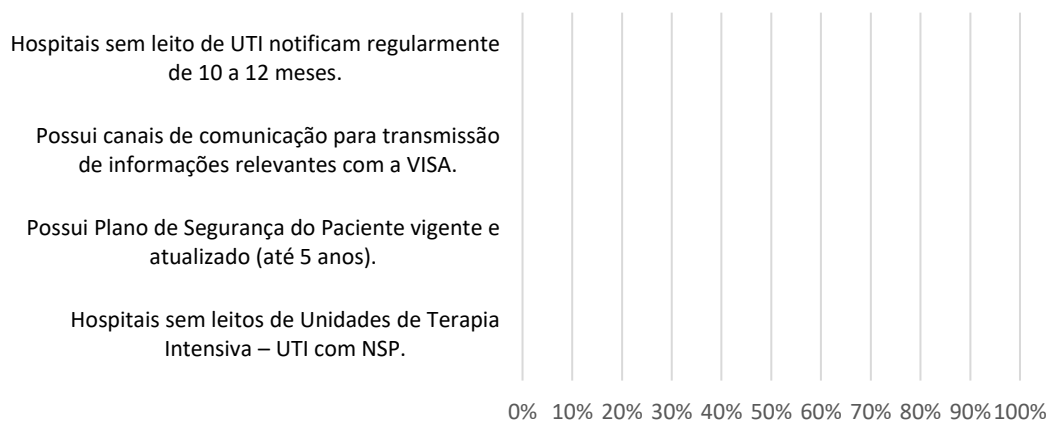 Hospitais sem leito de UTI notificam regularmente
de 10 a 12 meses.
Possui canais de comunicação para transmissão
de informações relevantes com a VISA.
Possui Plano de Segurança do Paciente vigente e
atualizado (até 5 anos).
Hospitais sem leitos de Unidades de Terapia
Intensiva – UTI com NSP.
0% 10% 20% 30% 40% 50% 60% 70% 80% 90% 100%